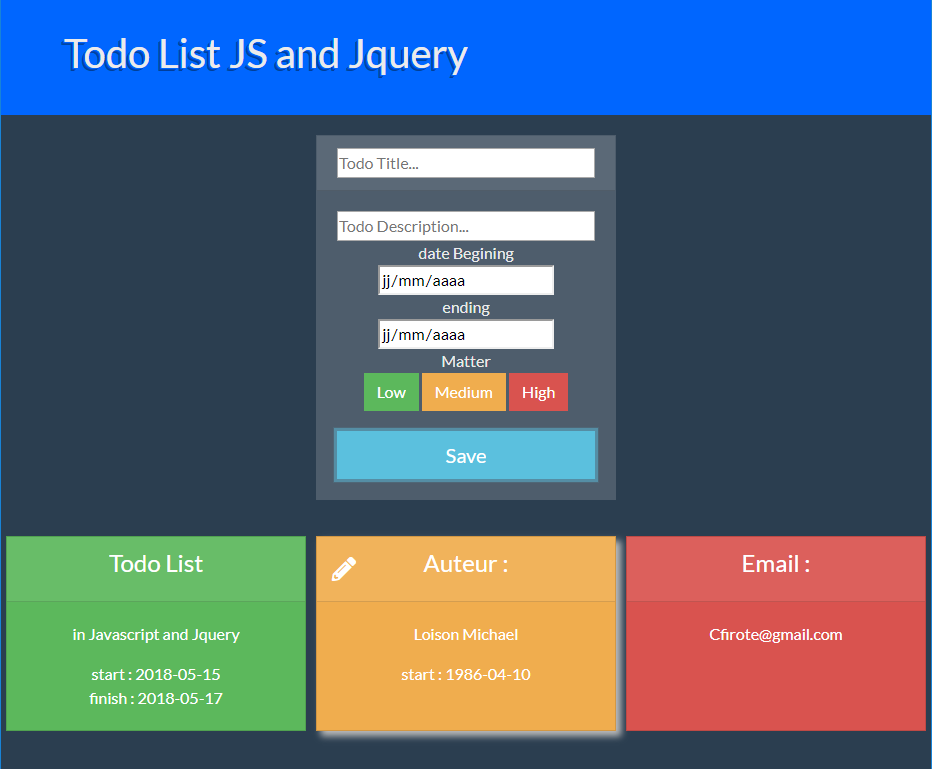 Todo List JS and Jquery
Todo Title...
Todo Description...
date Begining
jj/mm/aaaa
ending
jj/mm/aaaa
Matter
Low Medium High
Save
Todo List
in Javascript and Jquery
start : 2018-05-15
finish : 2018-05-17
Auteur :
Loison Michael
start : 1986-04-10
Email :
Cfirote@gmail.com